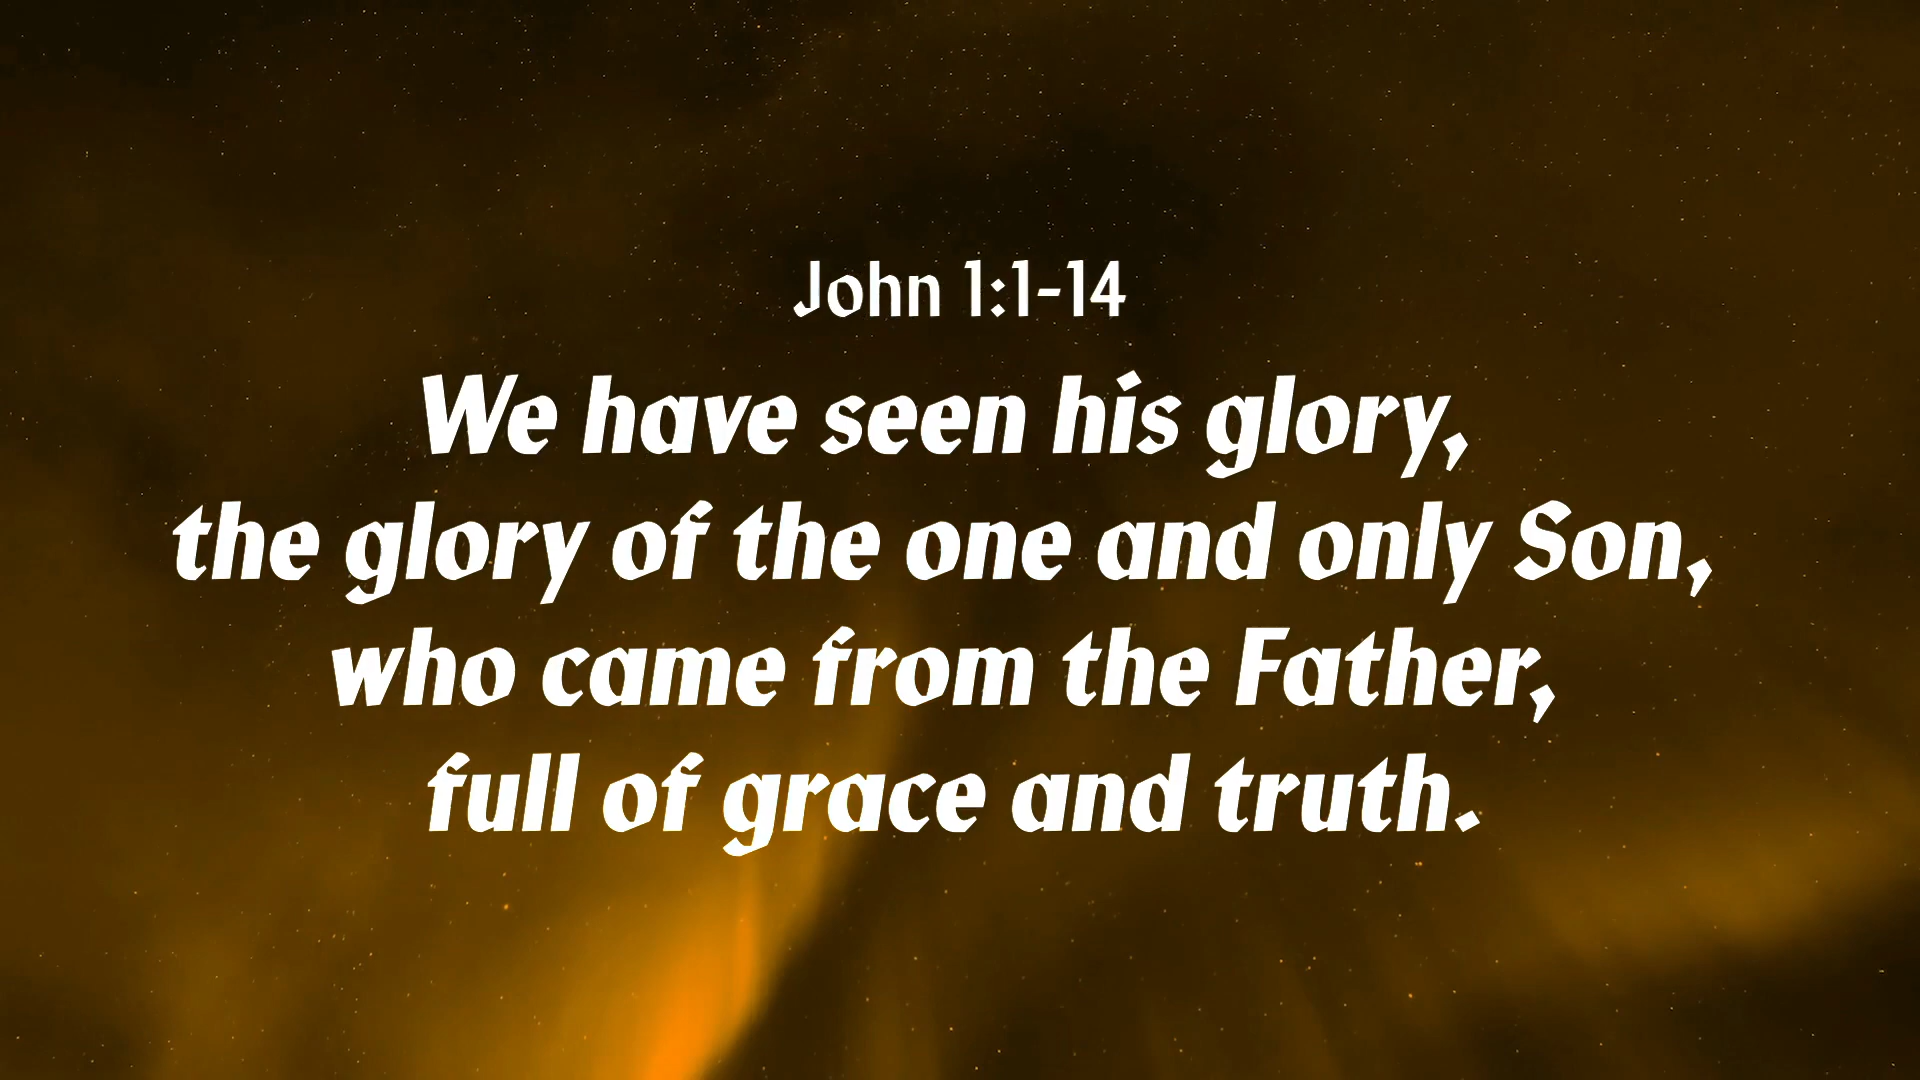 John 1:1-14
We have seen his glory,
the glory of the one and only Son,
who came from the Father,
full of grace and truth.